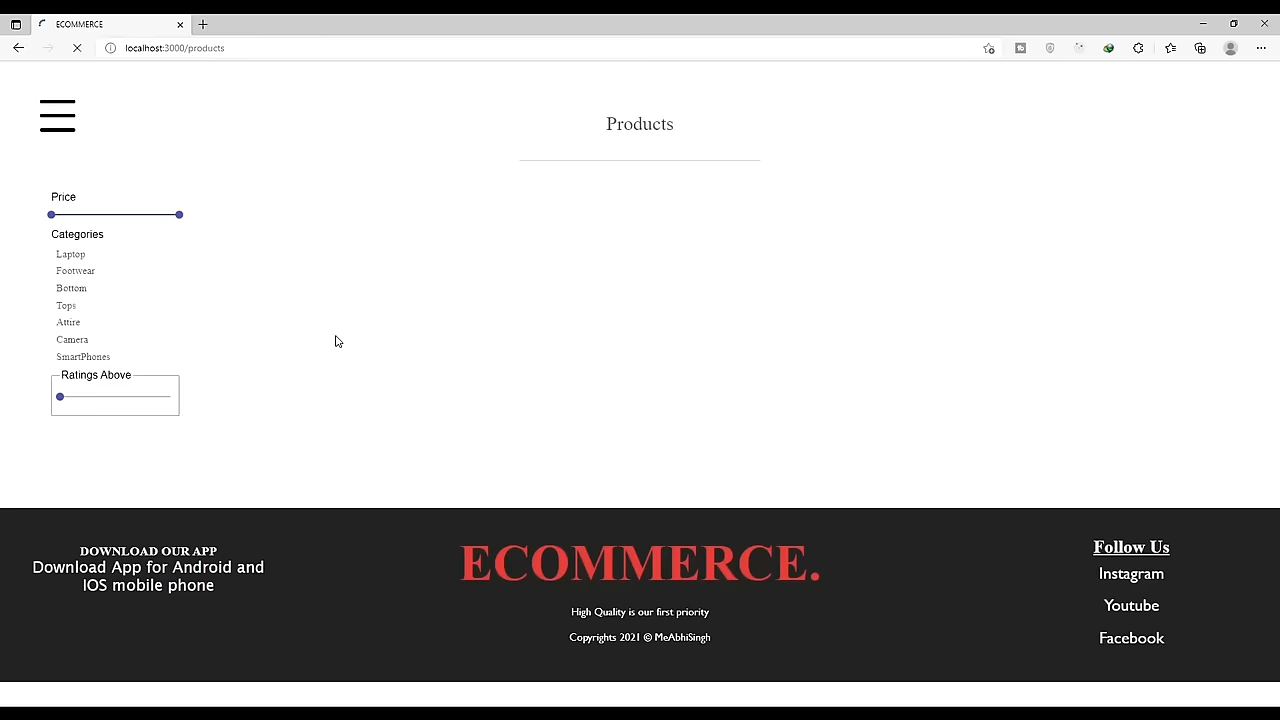 ECOMMERCE
localhost:3000/products
Products
Price
Categories
Laptop
Footwear
Bottom
Tops
Attire
Camera
SmartPhones
Ratings Above
DOWNLOAD OUR APP
Download App for Android and
IOS mobile phone
ECOMMERCE.
High Quality is our first priority
Copyrights 2021 © MeAbhiSingh
Follow Us
Instagram
Youtube
Facebook